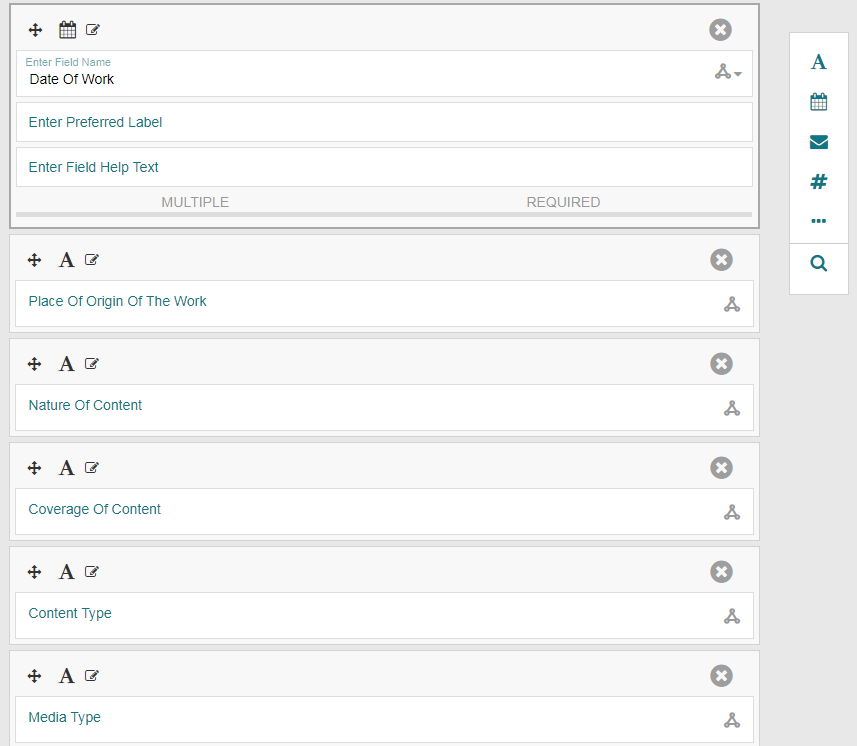 Enter Field Name
Date Of Work
Enter Preferred Label
Enter Field Help Text
MULTIPLE REQUIRED
A
Place Of Origin Of The Work
A
Nature Of Content
A
Coverage Of Content
A
Content Type
A
Media Type
A
#